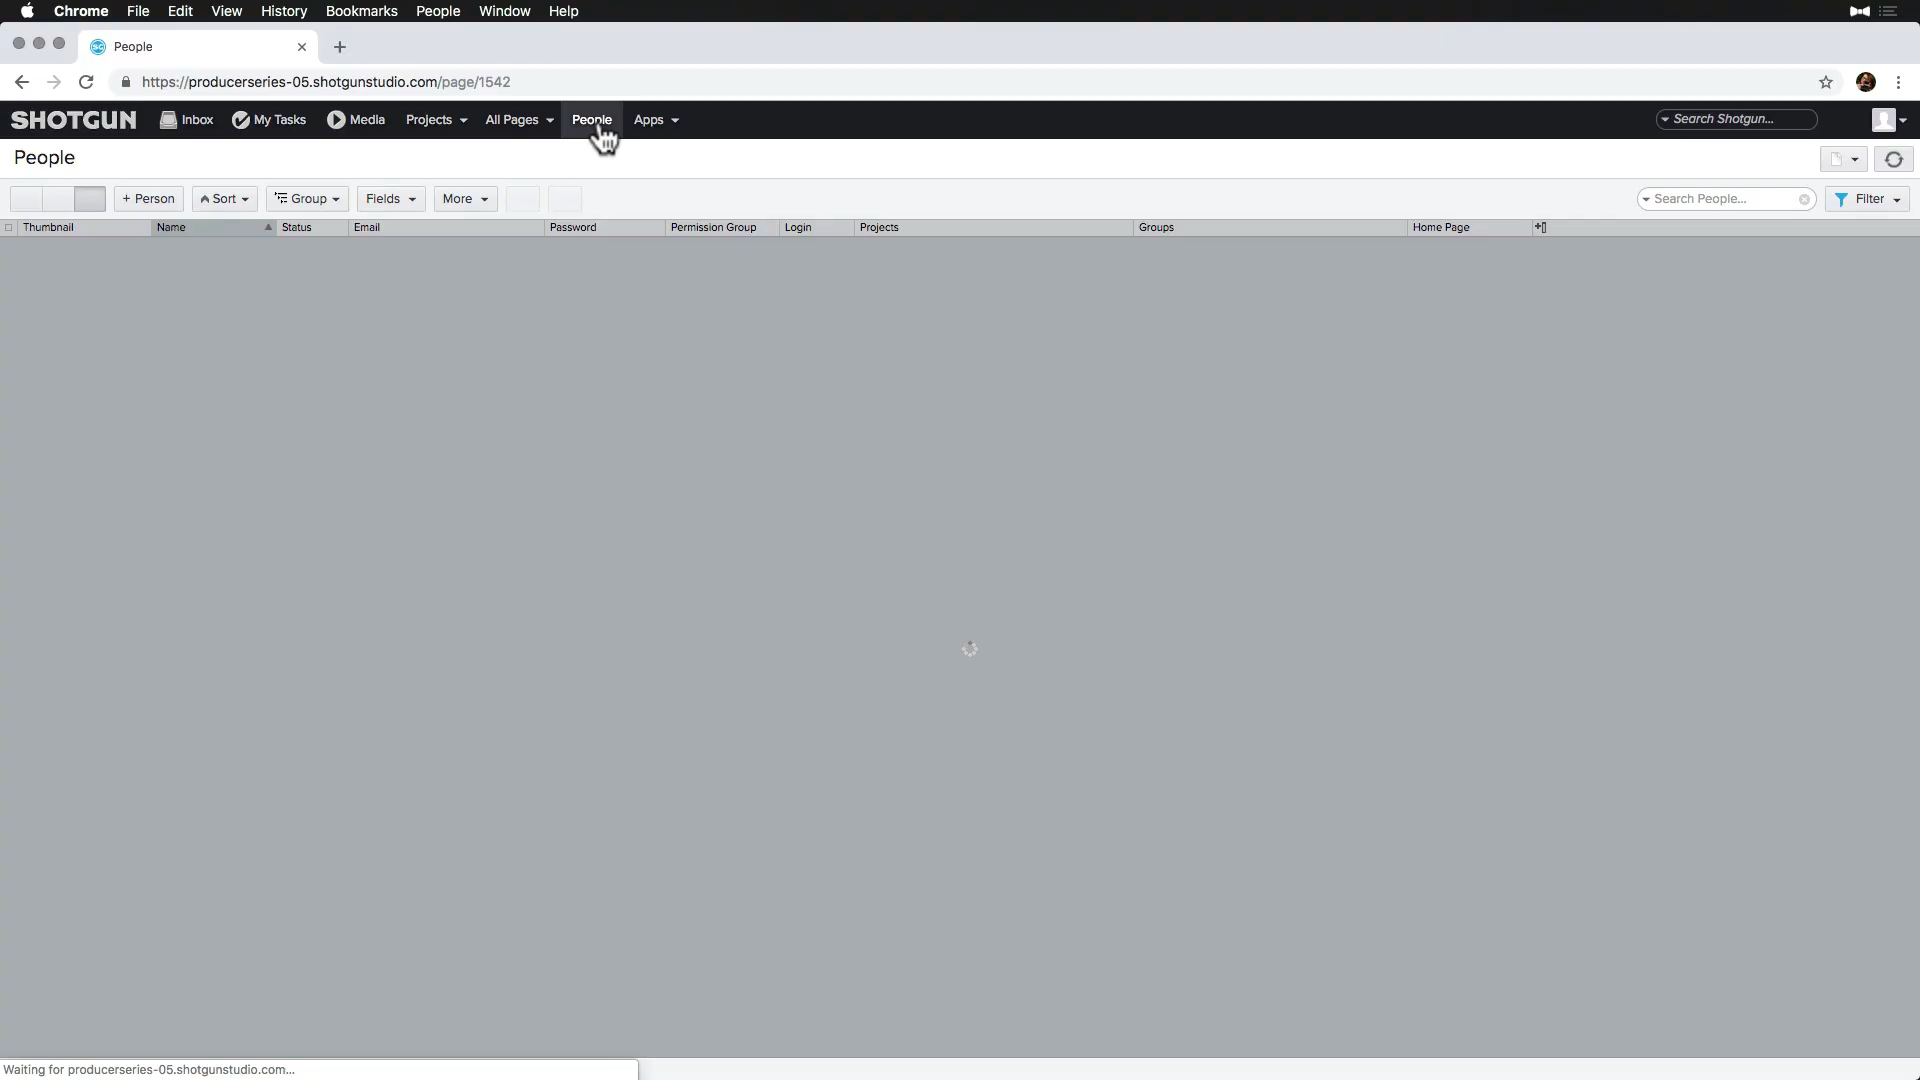 Chrome File Edit View History Bookmarks People Window Help
People
https://producerseries-05.shotgunstudio.com/page/1542
SHOTGUN Inbox My Tasks Media Projects All Pages People Apps Search Shotgun...
People
+ Person Sort Group Fields More Search People... Filter
Thumbnail Name Status Email Password Permission Group Login Projects Groups Home Page
Waiting for producerseries-05.shotgunstudio.com...